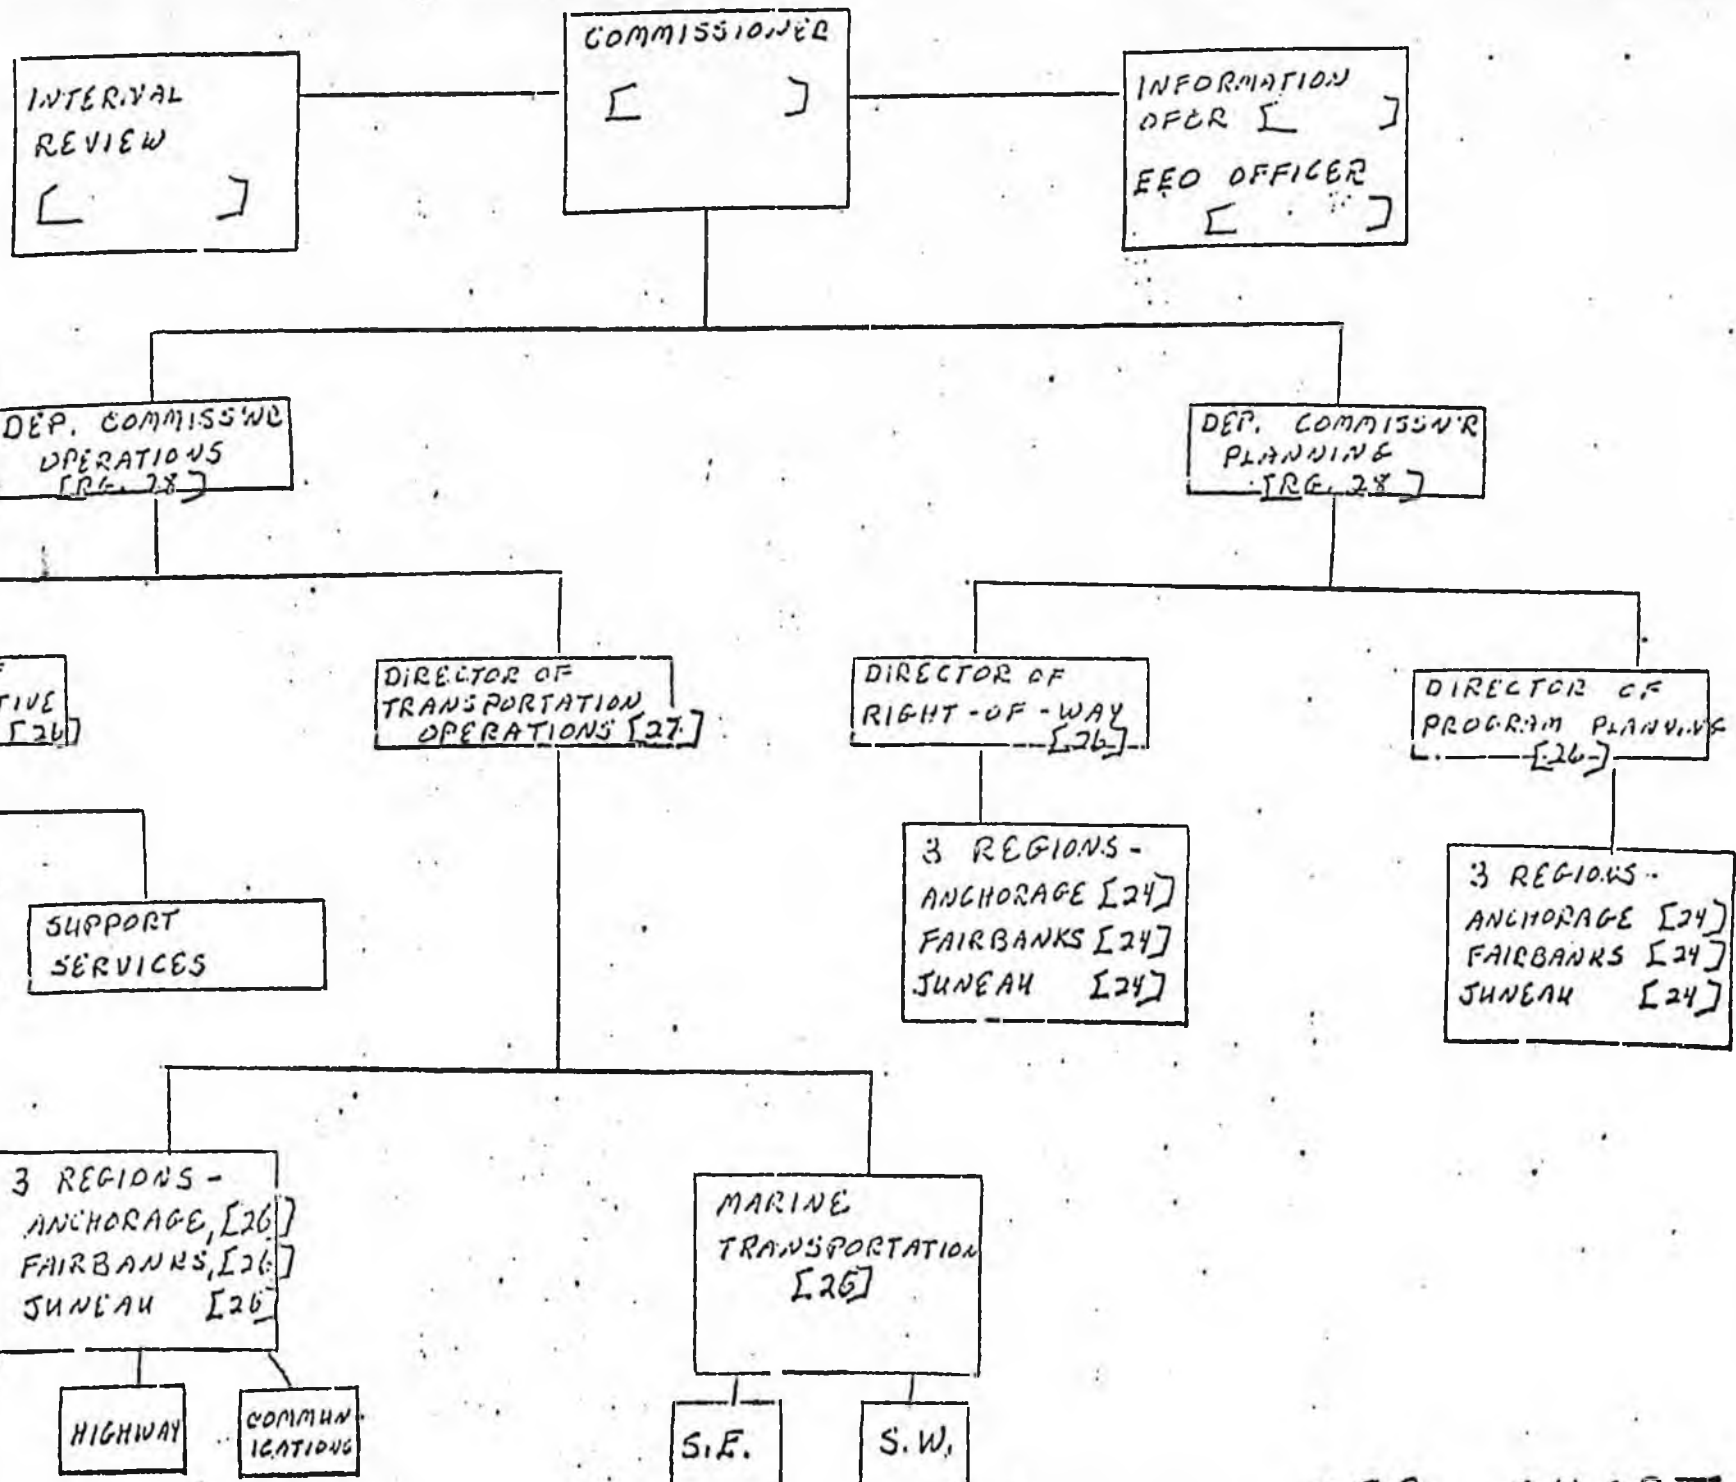 COMMISSIONER
[ ]
INTERNAL
REVIEW
[ ]
INFORMATION
OFCR [ ]
EEO OFFICER
[ ]
DEP. COMMISS'NR
OPERATIONS
[RG. 28]
DEP. COMMISSN'R
PLANNING
[RG. 28]
TIVE
[26]
DIRECTOR OF
TRANSPORTATION
OPERATIONS [27]
DIRECTOR OF
RIGHT-OF-WAY
[26]
DIRECTOR OF
PROGRAM PLANNING
[26]
SUPPORT
SERVICES
3 REGIONS-
ANCHORAGE [24]
FAIRBANKS [24]
JUNEAU [24]
3 REGIONS-
ANCHORAGE [24]
FAIRBANKS [24]
JUNEAU [24]
3 REGIONS-
ANCHORAGE, [26]
FAIRBANKS, [26]
JUNEAU [26]
MARINE
TRANSPORTATION
[26]
HIGHWAY
COMMUN-
ICATIONS
S.E.
S.W.